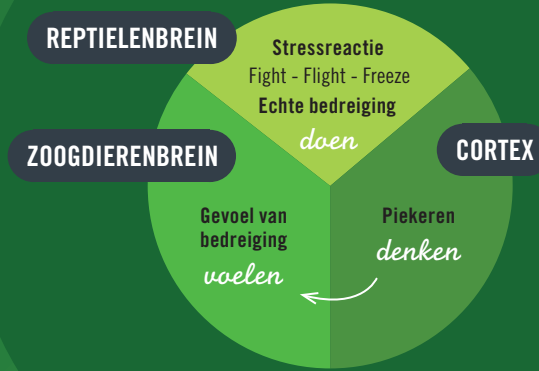 REPTIELENBREIN
Stressreactie
Fight - Flight - Freeze
Echte bedreiging
doen
ZOOGDIERENBREIN
CORTEX
Gevoel van
bedreiging
voelen
Piekeren
denken